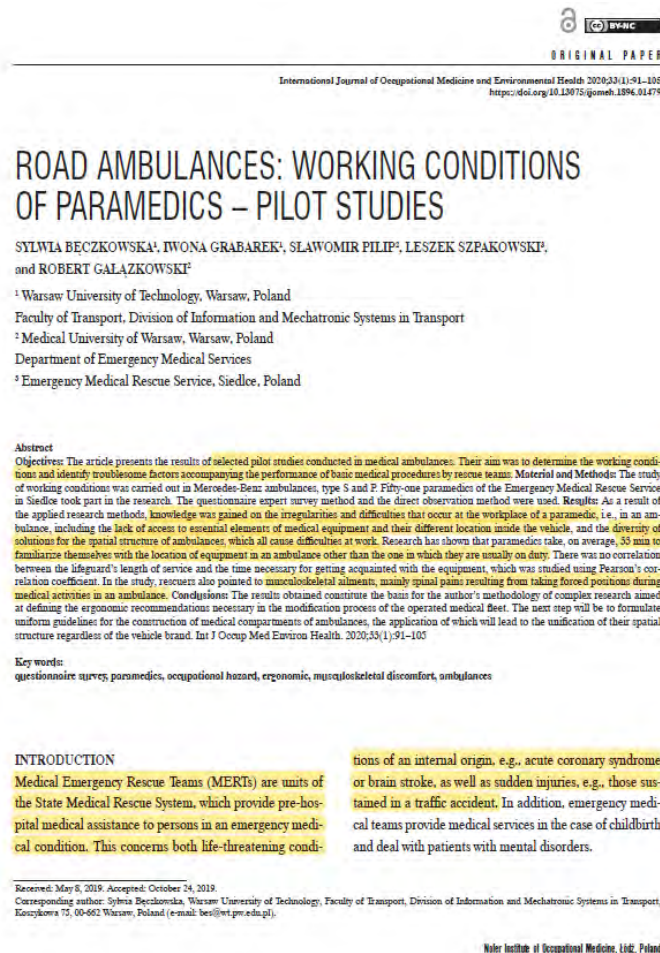 BY-NC
ORIGINAL PAPER
International Journal of Occupational Medicine and Environmental Health 2020;33(1):91–105
https://doi.org/10.13075/ijomeh.1896.01479
ROAD AMBULANCES: WORKING CONDITIONS
OF PARAMEDICS – PILOT STUDIES
SYLWIA BĘCZKOWSKA¹, IWONA GRABAREK¹, SŁAWOMIR PILIP², LESZEK SZPAKOWSKI³,
and ROBERT GAŁĄZKOWSKI²
¹ Warsaw University of Technology, Warsaw, Poland
Faculty of Transport, Division of Information and Mechatronic Systems in Transport
² Medical University of Warsaw, Warsaw, Poland
Department of Emergency Medical Services
³ Emergency Medical Rescue Service, Siedlce, Poland
Abstract
Objectives: The article presents the results of selected pilot studies conducted in medical ambulances. Their aim was to determine the working condi-
tions and identify troublesome factors accompanying the performance of basic medical procedures by rescue teams. Material and Methods: The study
of working conditions was carried out in Mercedes-Benz ambulances, type S and P. Fifty-one paramedics of the Emergency Medical Rescue Service
in Siedlce took part in the research. The questionnaire expert survey method and the direct observation method were used. Results: As a result of
the applied research methods, knowledge was gained on the irregularities and difficulties that occur at the workplace of a paramedic, i.e., in an am-
bulance, including the lack of access to essential elements of medical equipment and their different location inside the vehicle, and the diversity of
solutions for the spatial structure of ambulances, which all cause difficulties at work. Research has shown that paramedics take, on average, 33 min to
familiarize themselves with the location of equipment in an ambulance other than the one in which they are usually on duty. There was no correlation
between the lifeguard's length of service and the time necessary for getting acquainted with the equipment, which was studied using Pearson's cor-
relation coefficient. In the study, rescuers also pointed to musculoskeletal ailments, mainly spinal pains resulting from taking forced positions during
medical activities in an ambulance. Conclusions: The results obtained constitute the basis for the author's methodology of complex research aimed
at defining the ergonomic recommendations necessary in the modification process of the operated medical fleet. The next step will be to formulate
uniform guidelines for the construction of medical compartments of ambulances, the application of which will lead to the unification of their spatial
structure regardless of the vehicle brand. Int J Occup Med Environ Health. 2020;33(1):91–105
Key words:
questionnaire survey, paramedics, occupational hazard, ergonomic, musculoskeletal discomfort, ambulances
INTRODUCTION
Medical Emergency Rescue Teams (MERTs) are units of
the State Medical Rescue System, which provide pre-hos-
pital medical assistance to persons in an emergency medi-
cal condition. This concerns both life-threatening condi-
tions of an internal origin, e.g., acute coronary syndrome
or brain stroke, as well as sudden injuries, e.g., those sus-
tained in a traffic accident. In addition, emergency medi-
cal teams provide medical services in the case of childbirth
and deal with patients with mental disorders.
Received: May 8, 2019. Accepted: October 24, 2019.
Corresponding author: Sylwia Bęczkowska, Warsaw University of Technology, Faculty of Transport, Division of Information and Mechatronic Systems in Transport,
Koszykowa 75, 00-662 Warsaw, Poland (e-mail: bes@wt.pw.edu.pl).
Nofer Institute of Occupational Medicine, Łódź, Poland